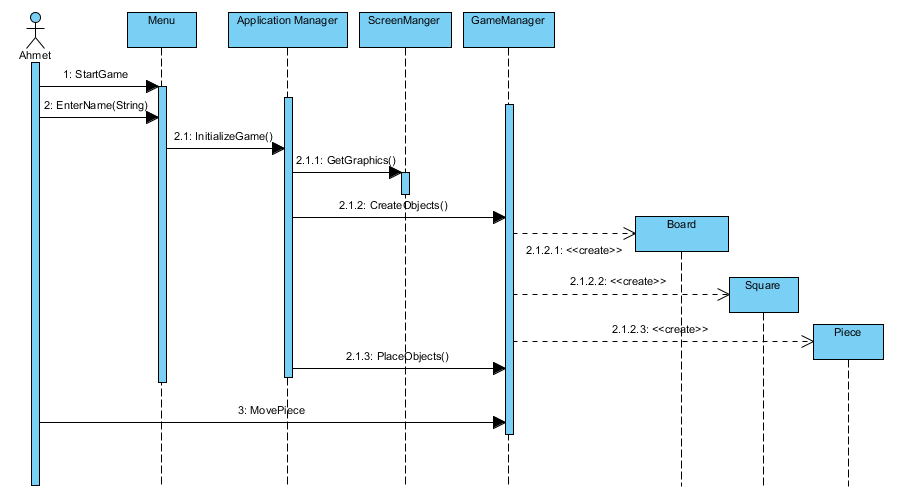 Menu
Application Manager
ScreenManger
GameManager
Ahmet
1: StartGame
2: EnterName(String)
2.1: InitializeGame()
2.1.1: GetGraphics()
2.1.2: CreateObjects()
Board
2.1.2.1: <<create>>
2.1.2.2: <<create>>
Square
2.1.2.3: <<create>>
Piece
2.1.3: PlaceObjects()
3: MovePiece